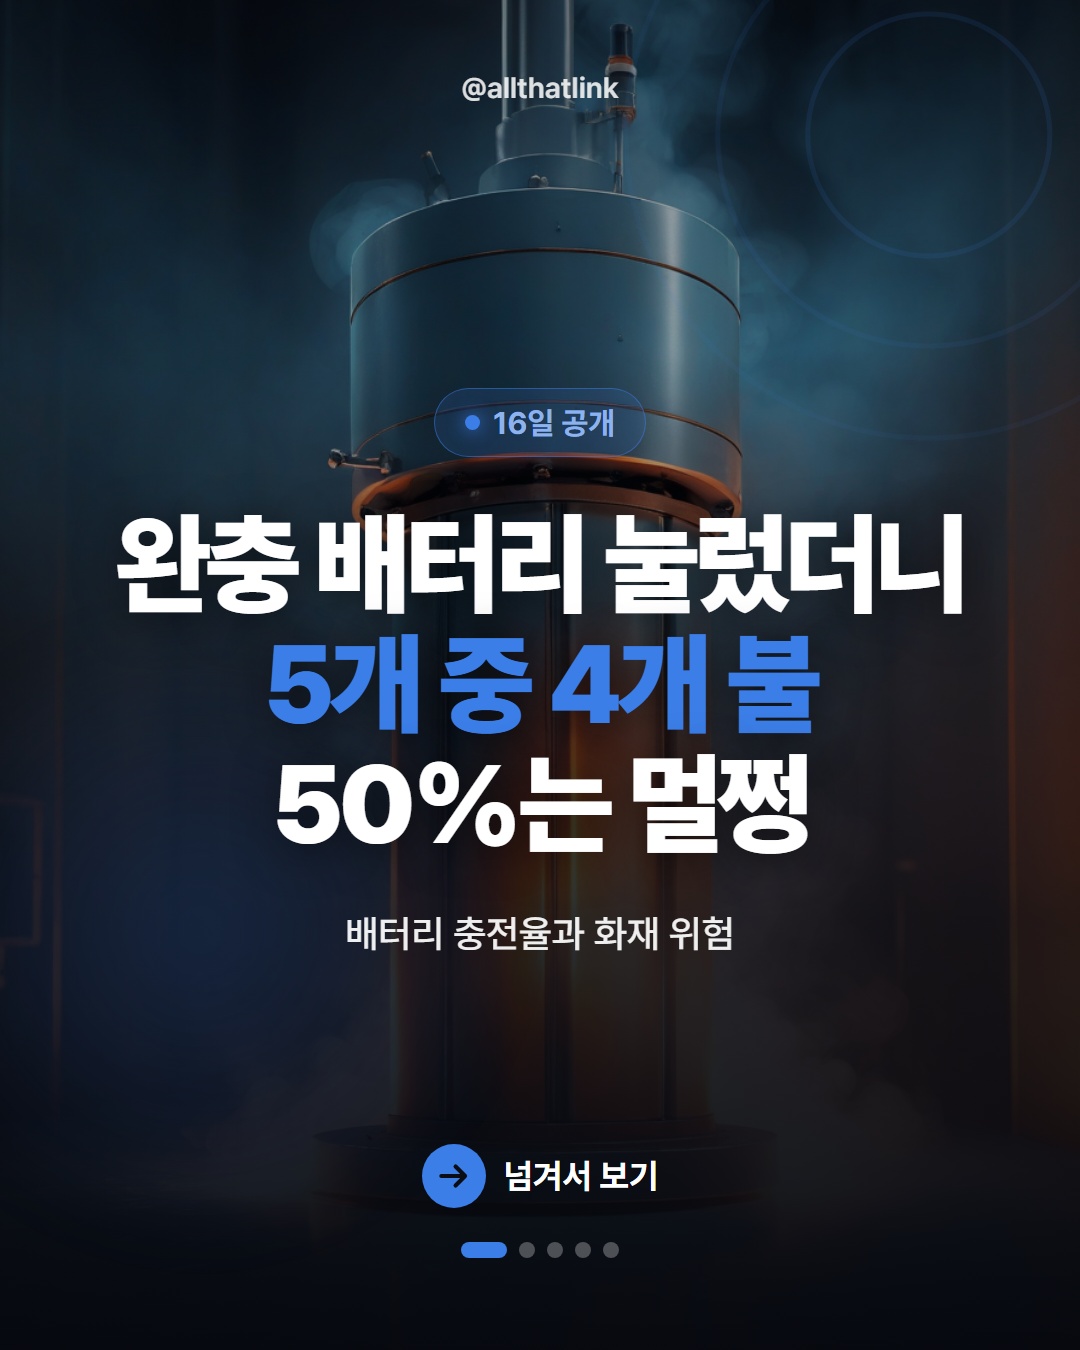 @allthatlink
16일 공개
완충 배터리 눌렀더니
5개 중 4개 불
50%는 멀쩡
배터리 충전율과 화재 위험
넘겨서 보기